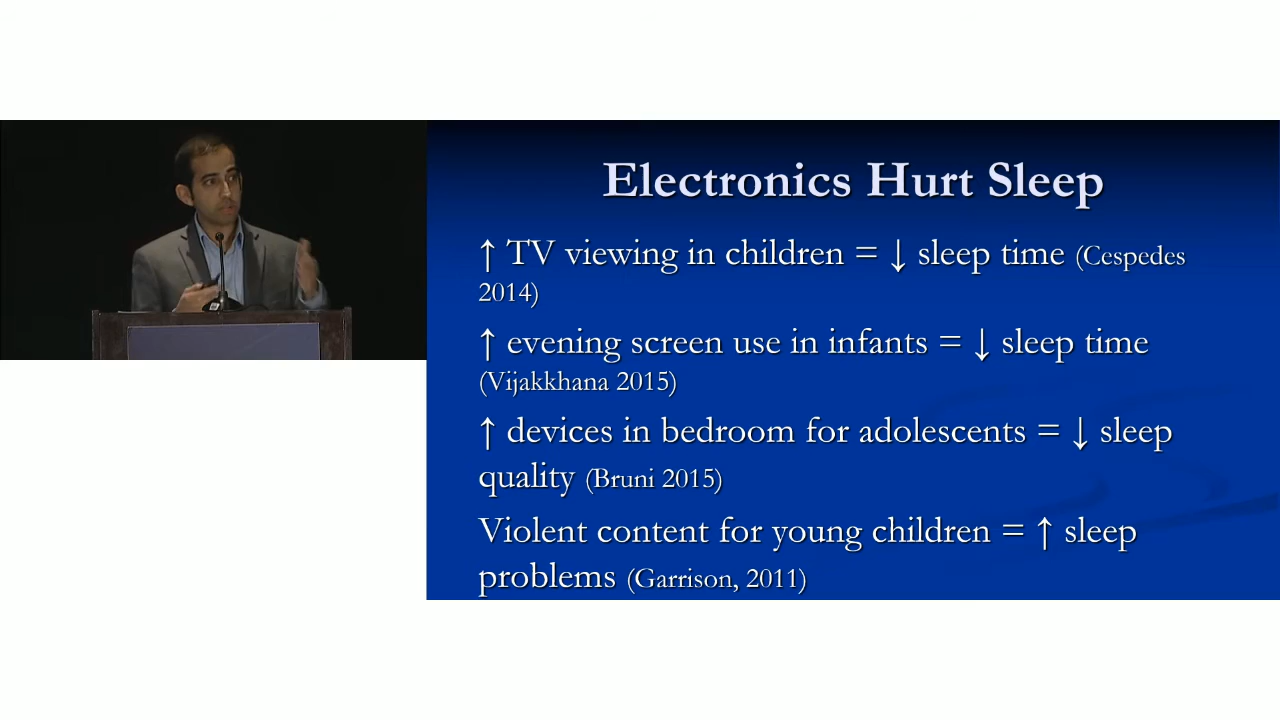 Electronics Hurt Sleep
↑ TV viewing in children = ↓ sleep time (Cespedes
2014)
↑ evening screen use in infants = ↓ sleep time
(Vijakkhana 2015)
↑ devices in bedroom for adolescents = ↓ sleep
quality (Bruni 2015)
Violent content for young children = ↑ sleep
problems (Garrison, 2011)